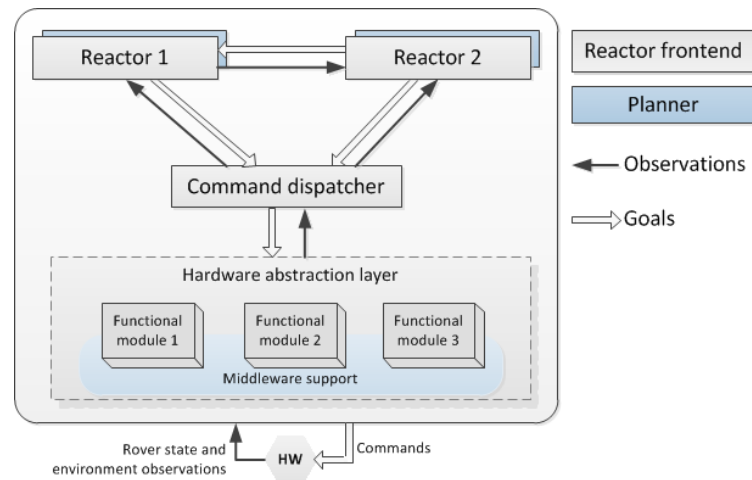 Reactor 1
Reactor 2
Reactor frontend
Planner
Observations
Goals
Command dispatcher
Hardware abstraction layer
Functional
module 1
Functional
module 2
Functional
module 3
Middleware support
Rover state and
environment observations
HW
Commands